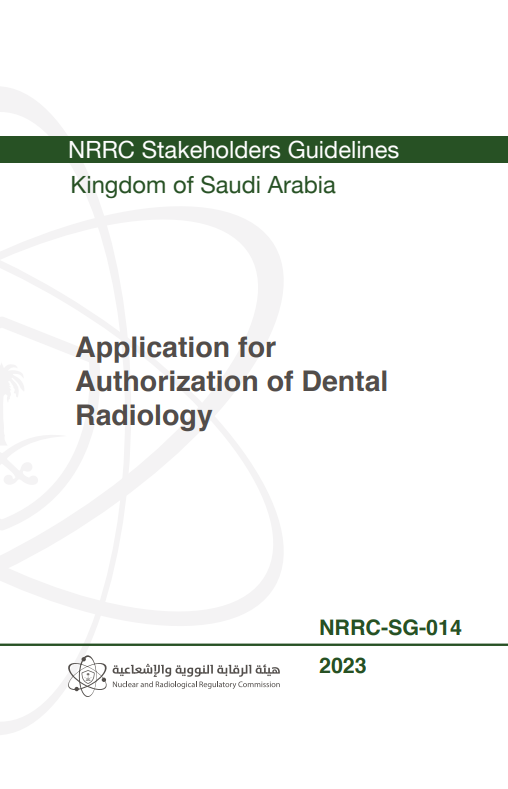 NRRC Stakeholders Guidelines
Kingdom of Saudi Arabia
Application for
Authorization of Dental
Radiology
NRRC-SG-014
2023
هيئة الرقابة النووية والإشعاعية
Nuclear and Radiological Regulatory Commission